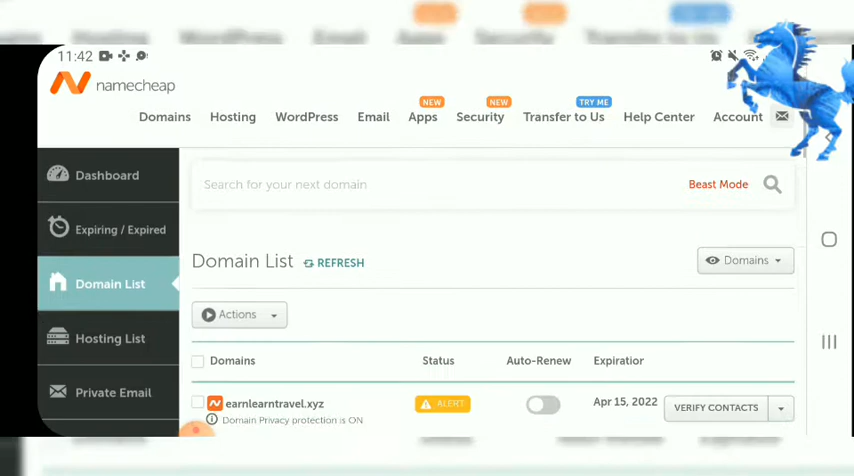 11:42
namecheap
NEW NEW TRY ME
Domains Hosting WordPress Email Apps Security Transfer to Us Help Center Account
Dashboard
Search for your next domain Beast Mode
Expiring / Expired
Domain List REFRESH Domains
Domain List
Actions
Hosting List
Domains Status Auto-Renew Expiratior
Private Email
earnlearntravel.xyz ALERT Apr 15, 2022 VERIFY CONTACTS
Domain Privacy protection is ON